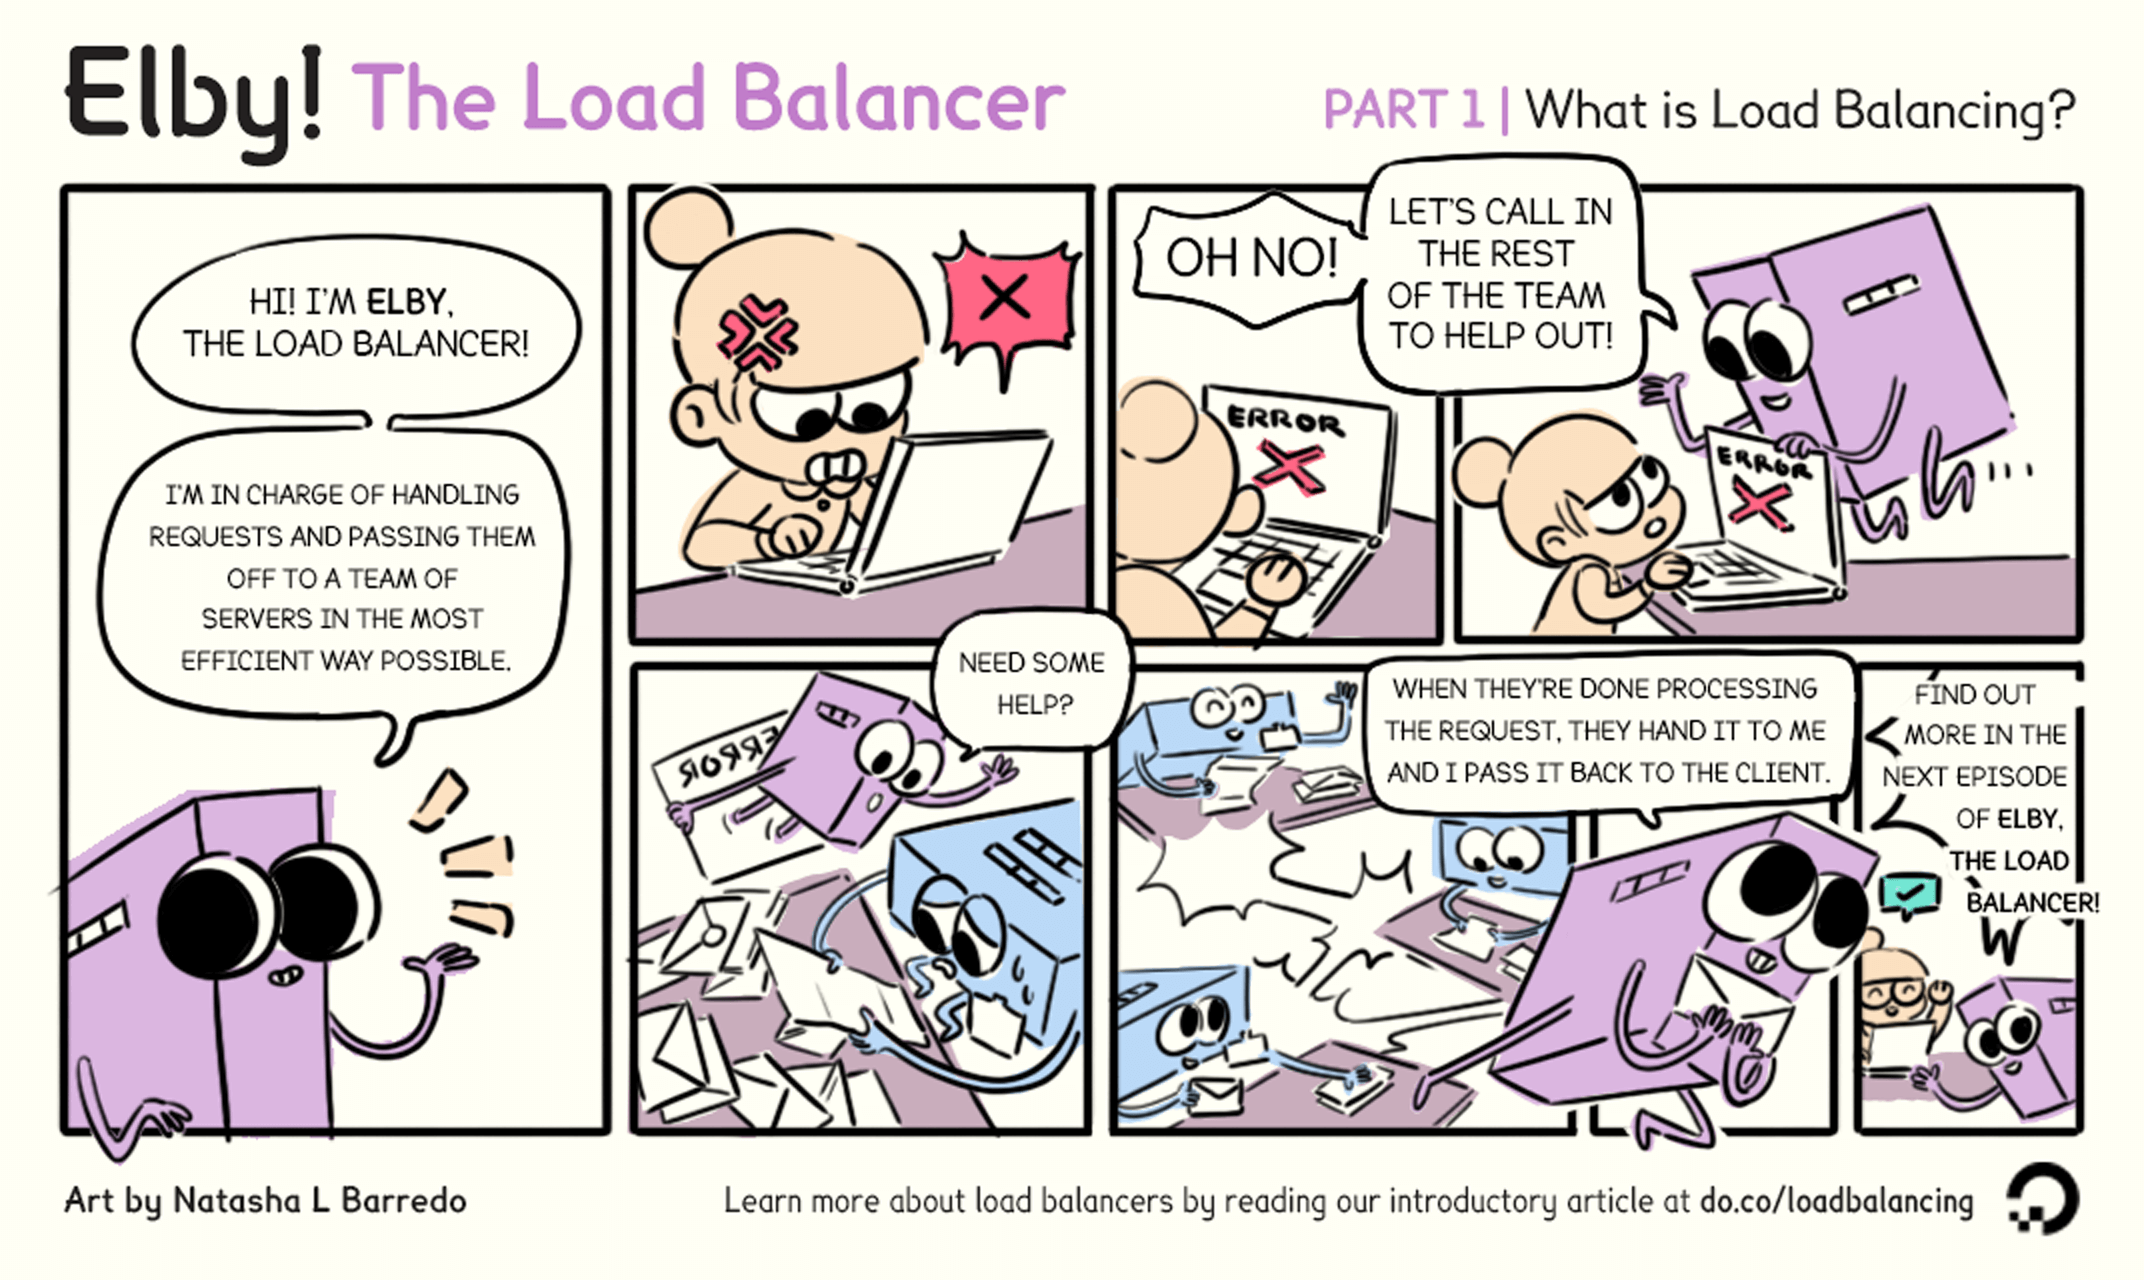 Elby! The Load Balancer
PART 1 | What is Load Balancing?
HI! I'M ELBY,
THE LOAD BALANCER!
I'M IN CHARGE OF HANDLING
REQUESTS AND PASSING THEM
OFF TO A TEAM OF
SERVERS IN THE MOST
EFFICIENT WAY POSSIBLE.
OH NO!
ERROR
LET'S CALL IN
THE REST
OF THE TEAM
TO HELP OUT!
ERROR
NEED SOME
HELP?
ERROR
WHEN THEY'RE DONE PROCESSING
THE REQUEST, THEY HAND IT TO ME
AND I PASS IT BACK TO THE CLIENT.
FIND OUT
MORE IN THE
NEXT EPISODE
OF ELBY,
THE LOAD
BALANCER!
Art by Natasha L Barredo
Learn more about load balancers by reading our introductory article at do.co/loadbalancing